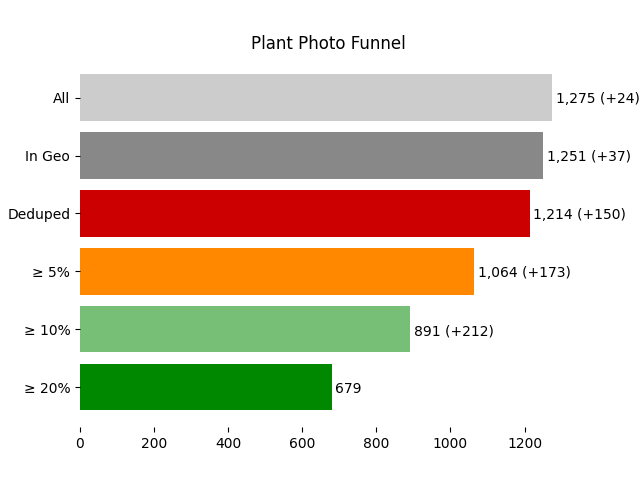 Plant Photo Funnel
All 1,275 (+24)
In Geo 1,251 (+37)
Deduped 1,214 (+150)
≥ 5% 1,064 (+173)
≥ 10% 891 (+212)
≥ 20% 679
0 200 400 600 800 1000 1200